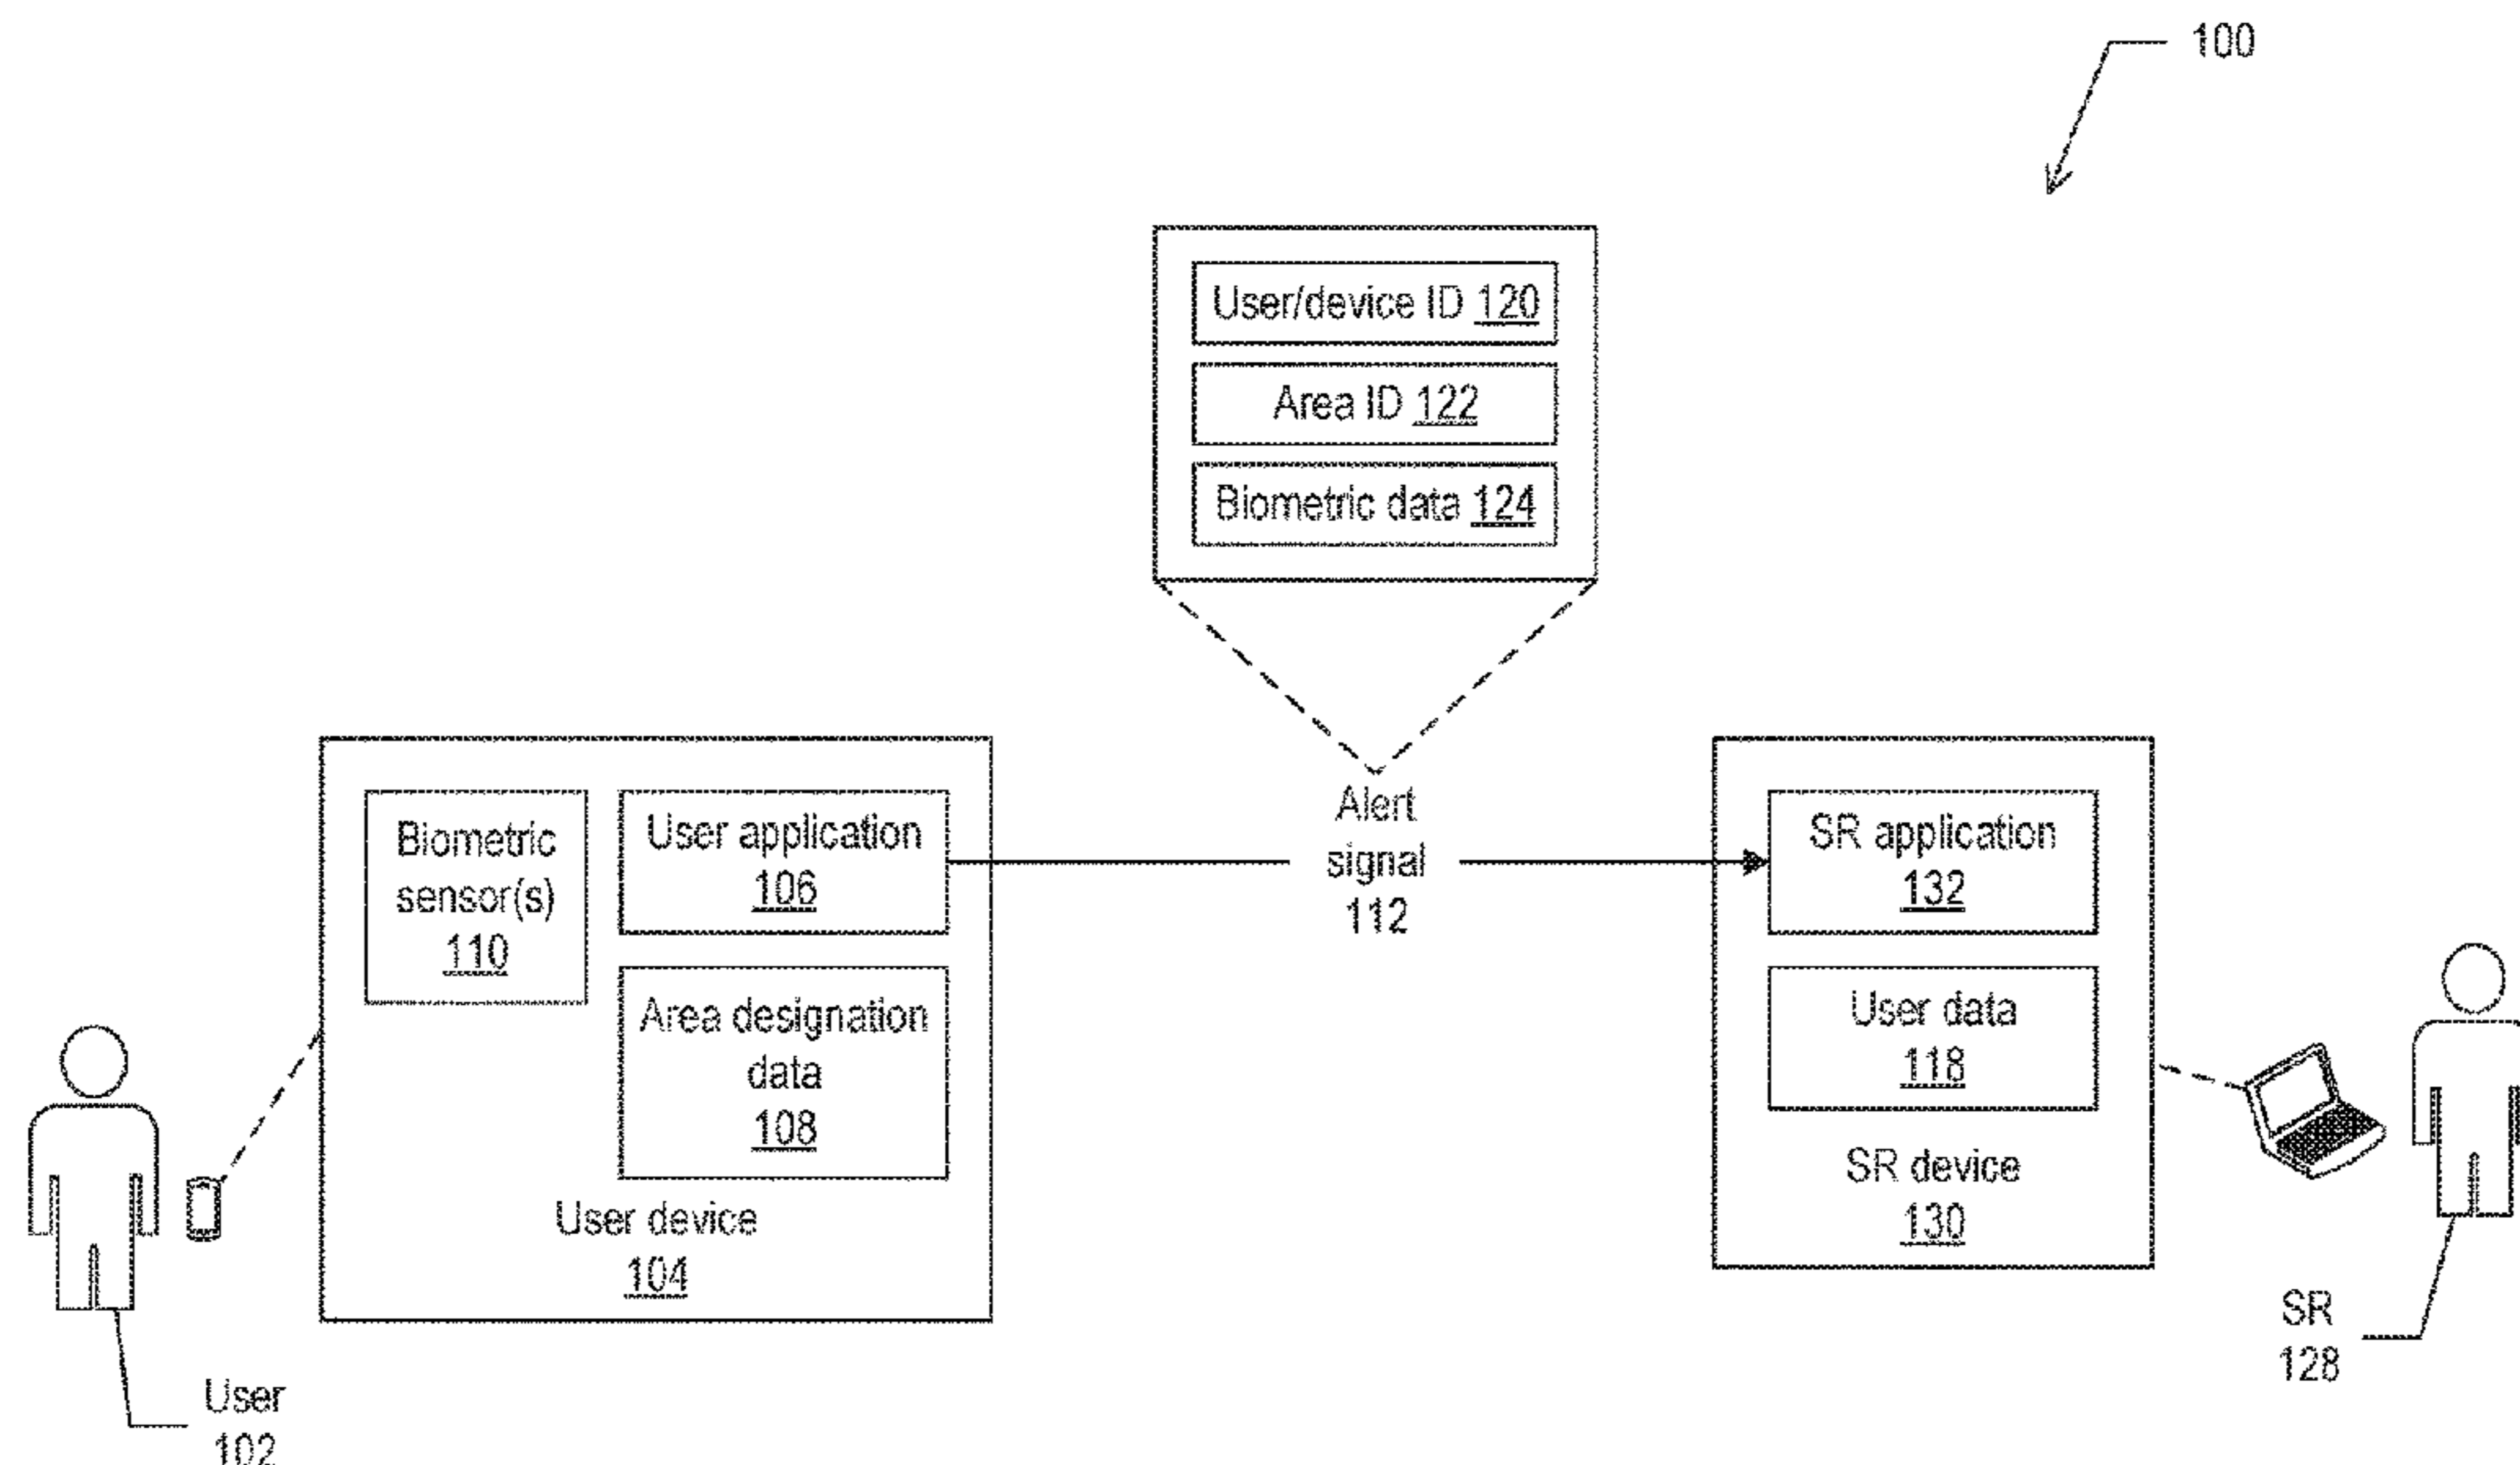 100
User/device ID 120
Area ID 122
Biometric data 124
Biometric
sensor(s)
110
User application
106
Area designation
data
108
User device
104
Alert
signal
112
SR application
132
User data
118
SR device
130
User
102
SR
128